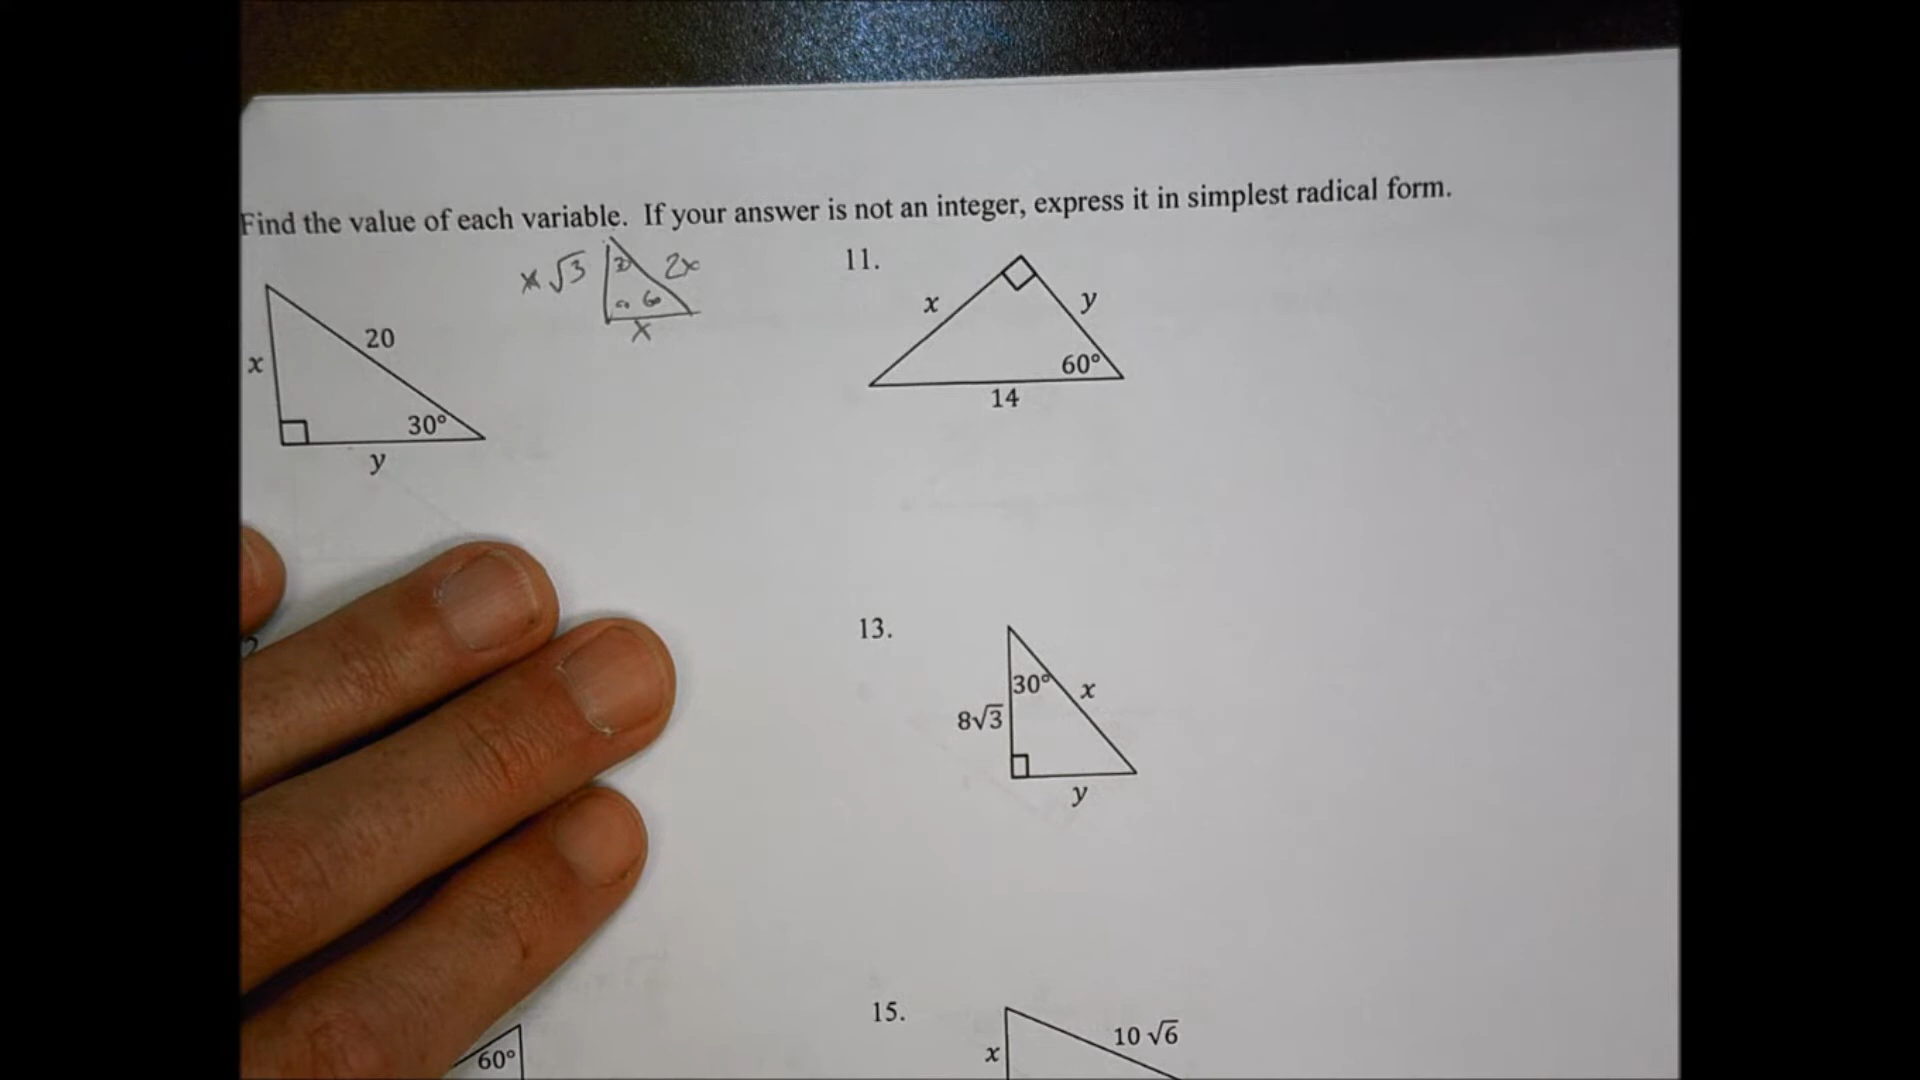 Find the value of each variable. If your answer is not an integer, express it in simplest radical form.
x√3
30
2x
60
x
20
x
30°
y
11.
x
y
60°
14
13.
30°
x
8√3
y
60°
15.
10 √6
x